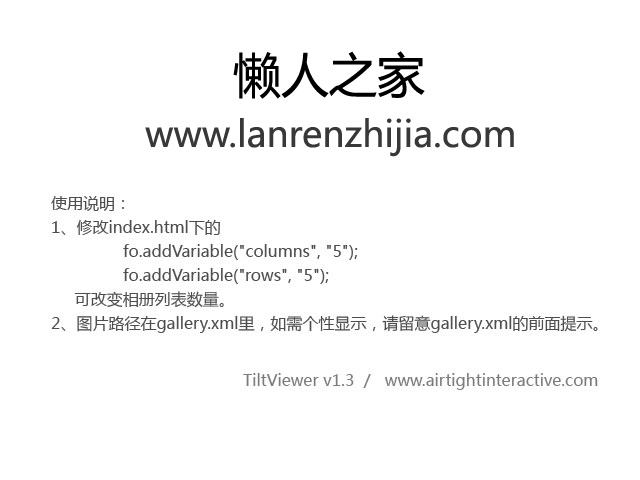 懒人之家
www.lanrenzhijia.com
使用说明：
1、修改index.html下的
fo.addVariable("columns", "5");
fo.addVariable("rows", "5");
可改变相册列表数量。
2、图片路径在gallery.xml里，如需个性显示，请留意gallery.xml的前面提示。
TiltViewer v1.3 / www.airtightinteractive.com